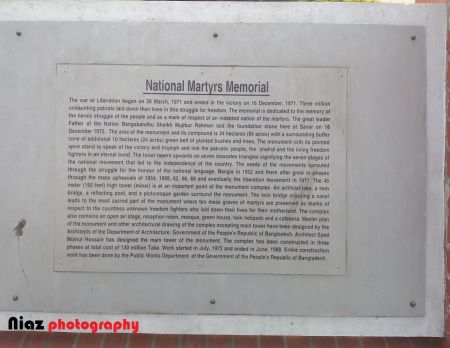 National Martyrs Memorial
The war of Liberation began on 26 March, 1971 and ended in the victory on 16 December, 1971. Three million
undaunting patriots laid down their lives in this struggle for freedom. The memorial is dedicated to the memory of
the heroic struggle of the people and as a mark of respect of an indebted nation of the martyrs. The great leader
Father of the Nation Bangabandhu Sheikh Mujibur Rahman laid the foundation stone here at Savar on 16
December 1972. The area of the monument and its compound is 34 hectares (84 acres) with a surrounding buffer
zone of additional 10 hectares (24 acres) green belt of planted bushes and trees. The monument with its pointed
spire stand to speak of the victory and triumph and link the patriotic people, the shahid and the living freedom
fighters in an eternal bond. The tower tapers upwards on seven isosceles triangles signifying the seven stages of
the national movement that led to the independence of the country. The seeds of the movements sprouted
through the struggle for the honour of the national language, Bangla in 1952 and there after grew in phases
through the mass upheavals of 1954, 1958, 62, 66, 69 and eventually the liberation movement in 1971. The 45
meter (150 feet) high tower (minar) is at an important point of the monument complex. An artificial lake, a twin
bridge, a reflecting pool, and a picturesque garden surround the monument. The twin bridge crossing a canal
leads to the most sacred part of the monument where ten mass graves of martyrs are preserved as marks of
respect to the countless unknown freedom fighters who laid down their lives for their motherland. The complex
also contains an open air stage, reception room, mosque, green house, twin helipads and a cafeteria. Master plan
of the monument and other architectural drawing of the complex excepting main tower have been designed by the
Architects of the Department of Architecture, Government of the People's Republic of Bangladesh. Architect Syed
Moinul Hossain has designed the main tower of the monument. The complex has been constructed in three
phases at total cost of 130 million Taka. Work started in July, 1972 and ended in June, 1988. Entire construction
work has been done by the Public Works Department of the Government of the People's Republic of Bangladesh.
Niaz photography